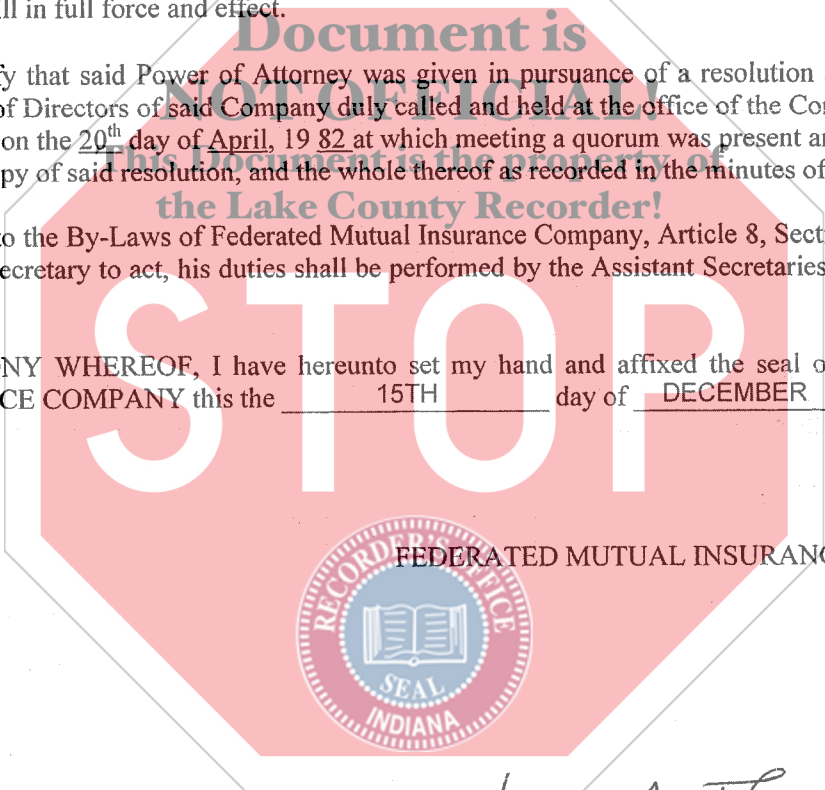 ll in full force and effect.
Document is
fy that said Power of Attorney was given in pursuance of a resolution
NOT OFFICIAL!
of Directors of said Company duly called and held at the office of the Co
on the 20th day of April, 19 82 at which meeting a quorum was present a
This Document is the property of
py of said resolution, and the whole thereof as recorded in the minutes of
the Lake County Recorder!
to the By-Laws of Federated Mutual Insurance Company, Article 8, Sect
ecretary to act, his duties shall be performed by the Assistant Secretaries
STOP
NY WHEREOF, I have hereunto set my hand and affixed the seal o
CE COMPANY this the 15TH day of DECEMBER
FEDERATED MUTUAL INSURANC
RECORDER'S OFFICE
SEAL
INDIANA